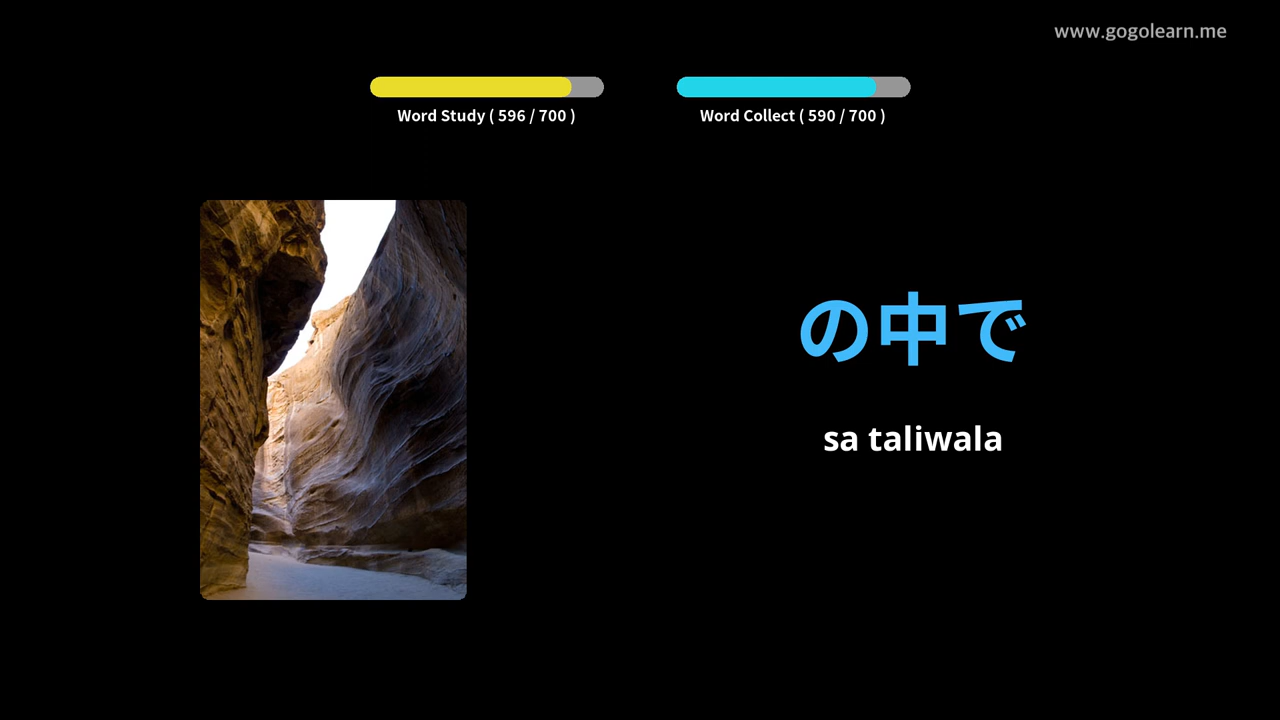 www.gogolearn.me
Word Study ( 596 / 700 )
Word Collect ( 590 / 700 )
の中で
sa taliwala